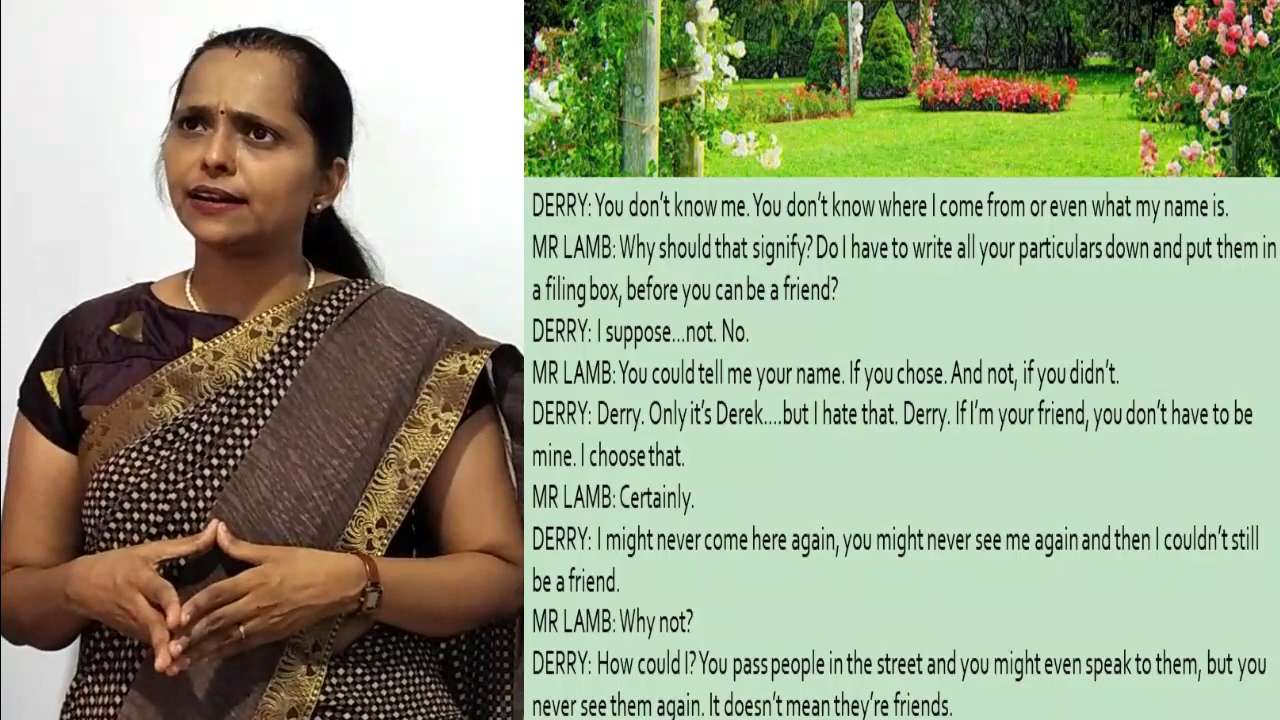 DERRY: You don't know me. You don't know where I come from or even what my name is.
MR LAMB: Why should that signify? Do I have to write all your particulars down and put them in
a filing box, before you can be a friend?
DERRY: I suppose...not. No.
MR LAMB: You could tell me your name. If you chose. And not, if you didn't.
DERRY: Derry. Only it's Derek....but I hate that. Derry. If I'm your friend, you don't have to be
mine. I choose that.
MR LAMB: Certainly.
DERRY: I might never come here again, you might never see me again and then I couldn't still
be a friend.
MR LAMB: Why not?
DERRY: How could I? You pass people in the street and you might even speak to them, but you
never see them again. It doesn't mean they're friends.